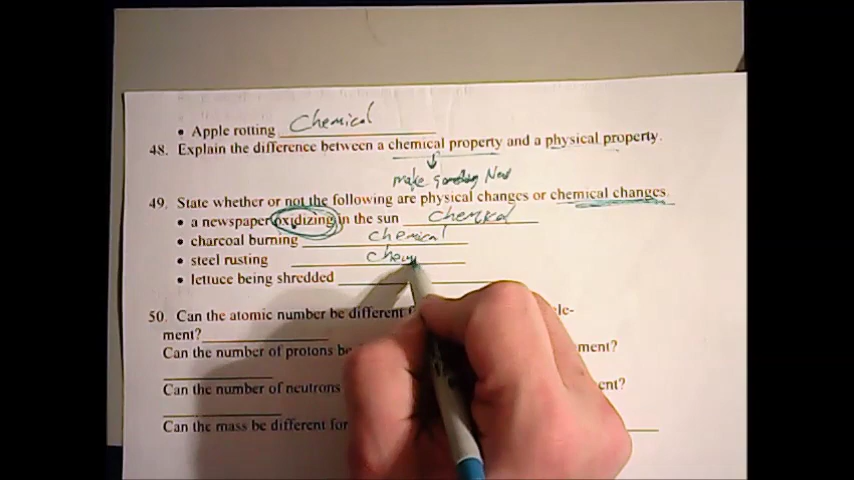 • Apple rotting Chemical
48. Explain the difference between a chemical property and a physical property.
make Something New
49. State whether or not the following are physical changes or chemical changes.
• a newspaper oxidizing in the sun chemical
• charcoal burning chemical
• steel rusting chem
• lettuce being shredded
50. Can the atomic number be different ele-
ment?
Can the number of protons be ment?
Can the number of neutrons ent?
Can the mass be different for